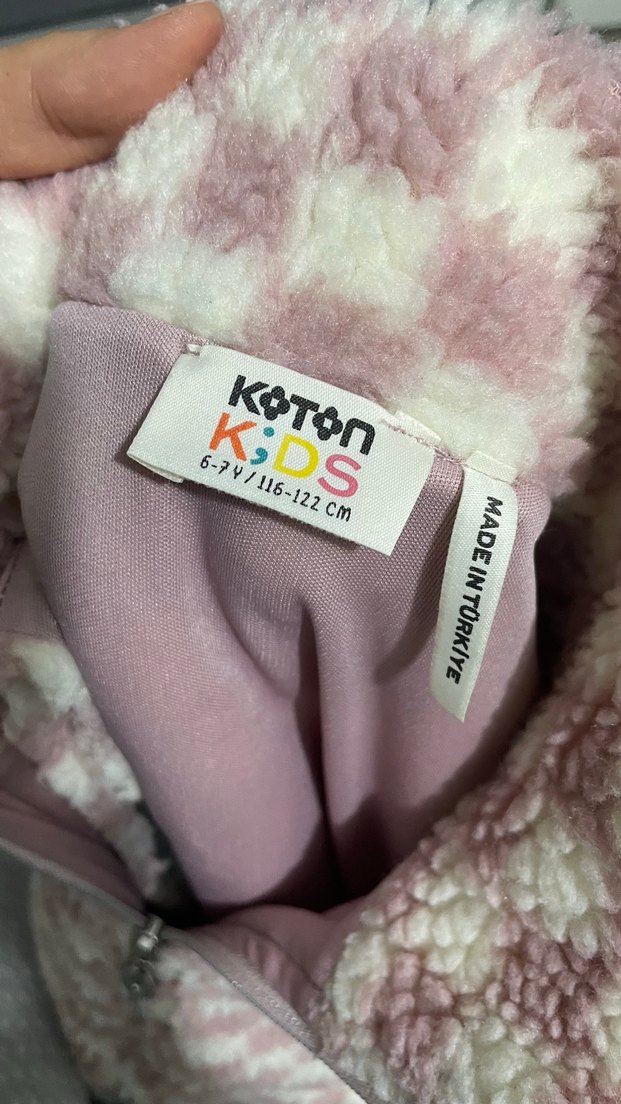 KOTON
KiDS
6-7 Y / 116-122 CM
MADE IN TÜRKİYE